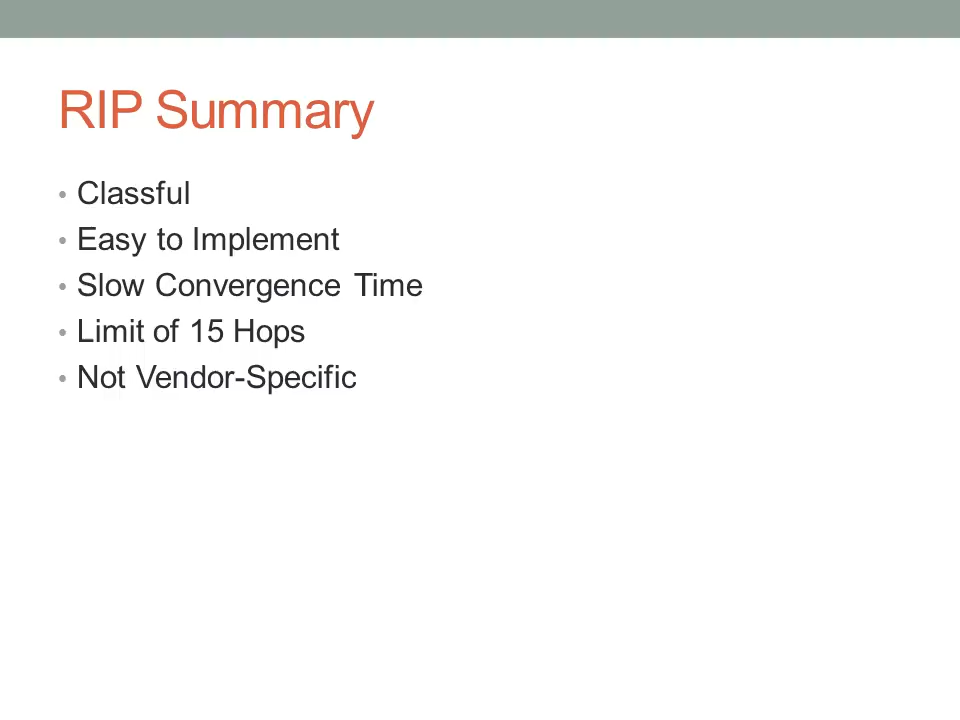 RIP Summary
• Classful
• Easy to Implement
• Slow Convergence Time
• Limit of 15 Hops
• Not Vendor-Specific